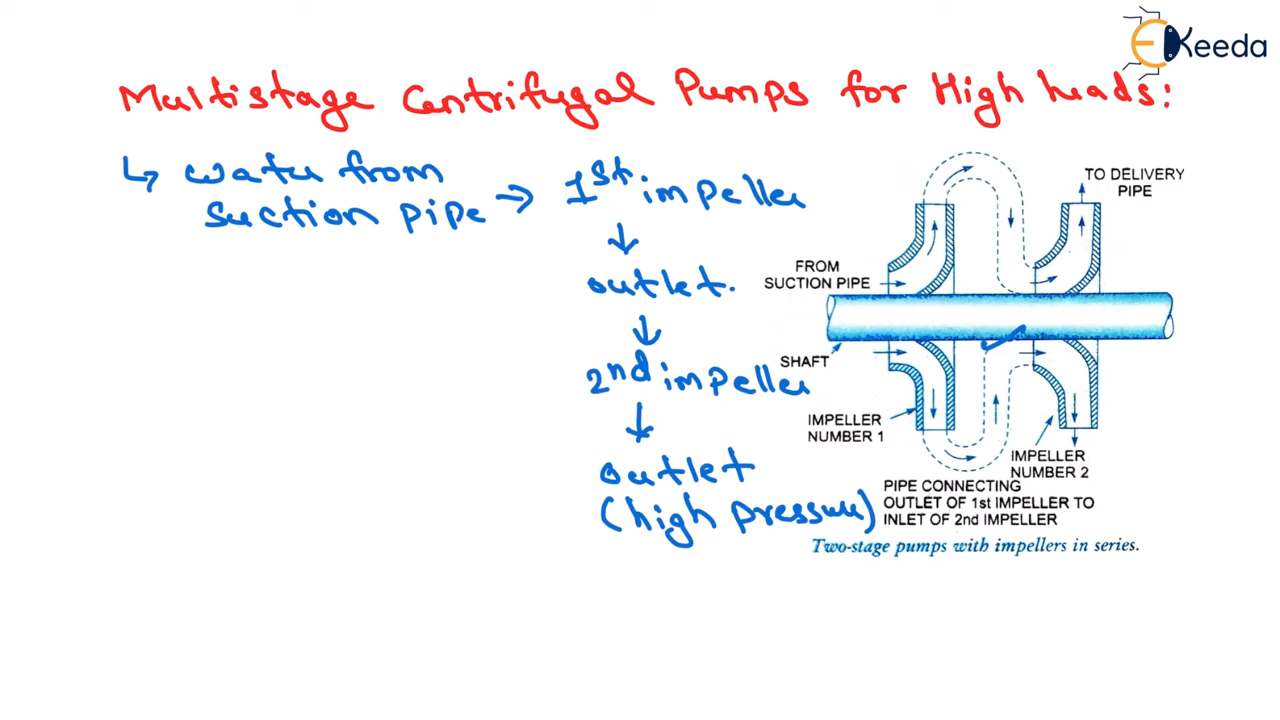 EKeeda
Multistage Centrifugal Pumps for High heads:
↳ water from
suction pipe → 1st impeller
↓
outlet.
↓
2nd impeller
↓
outlet
(high pressure)
TO DELIVERY
PIPE
FROM
SUCTION PIPE
SHAFT
IMPELLER
NUMBER 1
IMPELLER
NUMBER 2
PIPE CONNECTING
OUTLET OF 1st IMPELLER TO
INLET OF 2nd IMPELLER
Two-stage pumps with impellers in series.